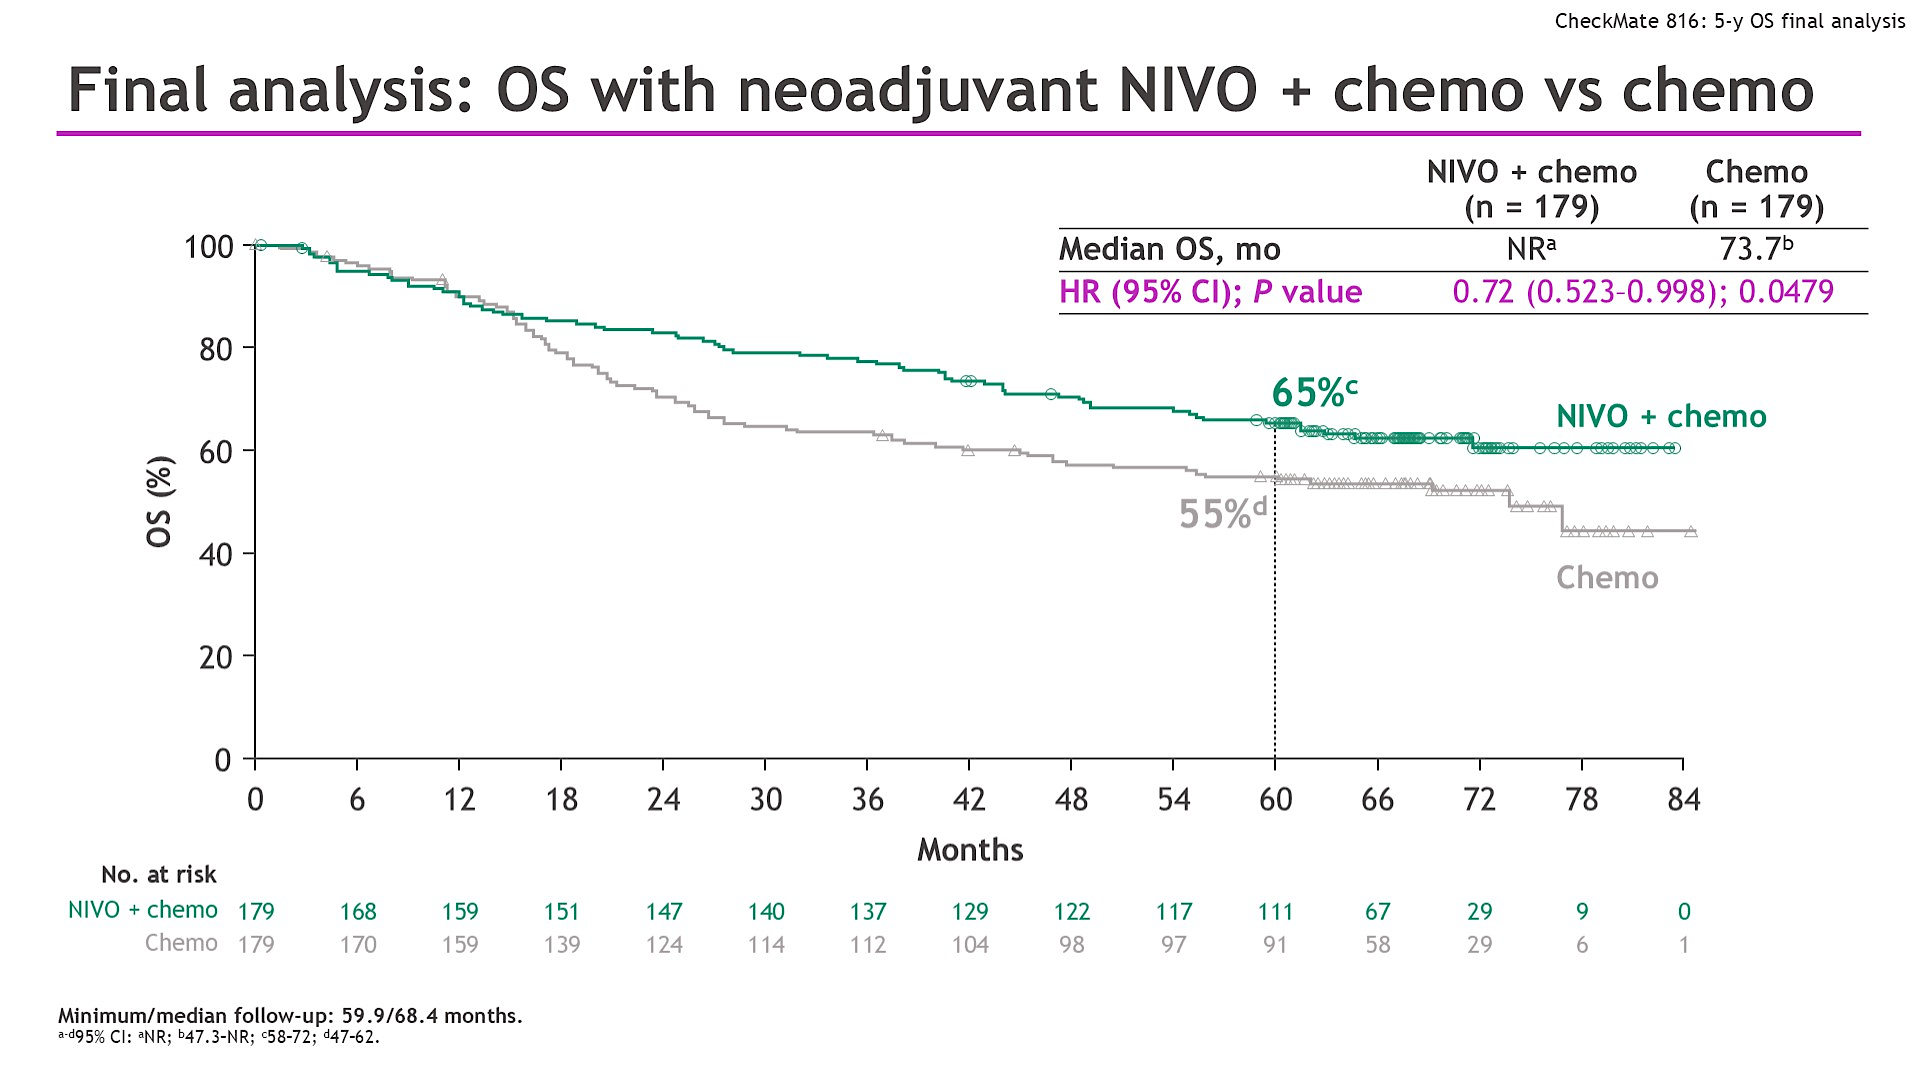 CheckMate 816: 5-y OS final analysis
Final analysis: OS with neoadjuvant NIVO + chemo vs chemo
NIVO + chemo Chemo
(n = 179) (n = 179)
Median OS, mo NRᵃ 73.7ᵇ
HR (95% CI); P value 0.72 (0.523–0.998); 0.0479
100
80
60
40
20
0
OS (%)
65%ᶜ
NIVO + chemo
55%ᵈ
Chemo
0 6 12 18 24 30 36 42 48 54 60 66 72 78 84
Months
No. at risk
NIVO + chemo 179 168 159 151 147 140 137 129 122 117 111 67 29 9 0
Chemo 179 170 159 139 124 114 112 104 98 97 91 58 29 6 1
Minimum/median follow-up: 59.9/68.4 months.
ᵃ⁻ᵈ95% CI: ᵃNR; ᵇ47.3–NR; ᶜ58–72; ᵈ47–62.